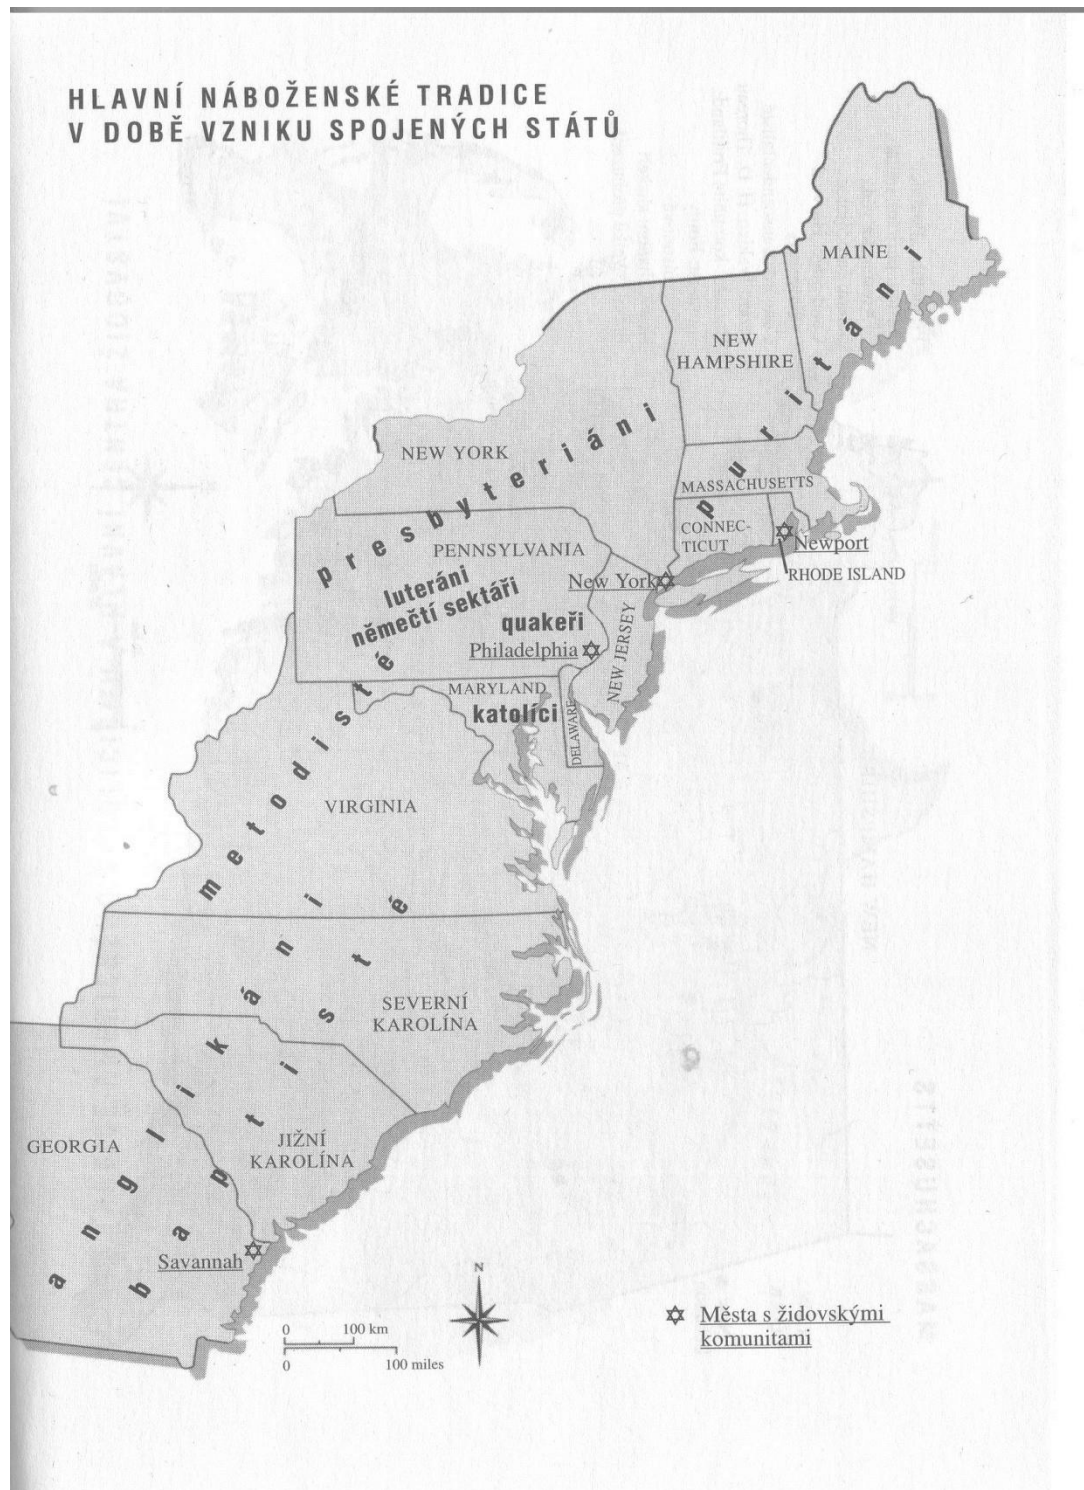 HLAVNÍ NÁBOŽENSKÉ TRADICE
V DOBĚ VZNIKU SPOJENÝCH STÁTŮ
MAINE
puritáni
NEW
HAMPSHIRE
NEW YORK
presbyteriáni
MASSACHUSETTS
CONNEC-
TICUT
Newport
RHODE ISLAND
PENNSYLVANIA
New York
luteráni
němečtí sektáři
quakeři
Philadelphia
NEW JERSEY
MARYLAND
katolíci
DELAWARE
metodisté
VIRGINIA
anglikáni
baptisté
SEVERNÍ
KAROLÍNA
GEORGIA
JIŽNÍ
KAROLÍNA
Savannah
N
0 100 km
0 100 miles
Města s židovskými
komunitami